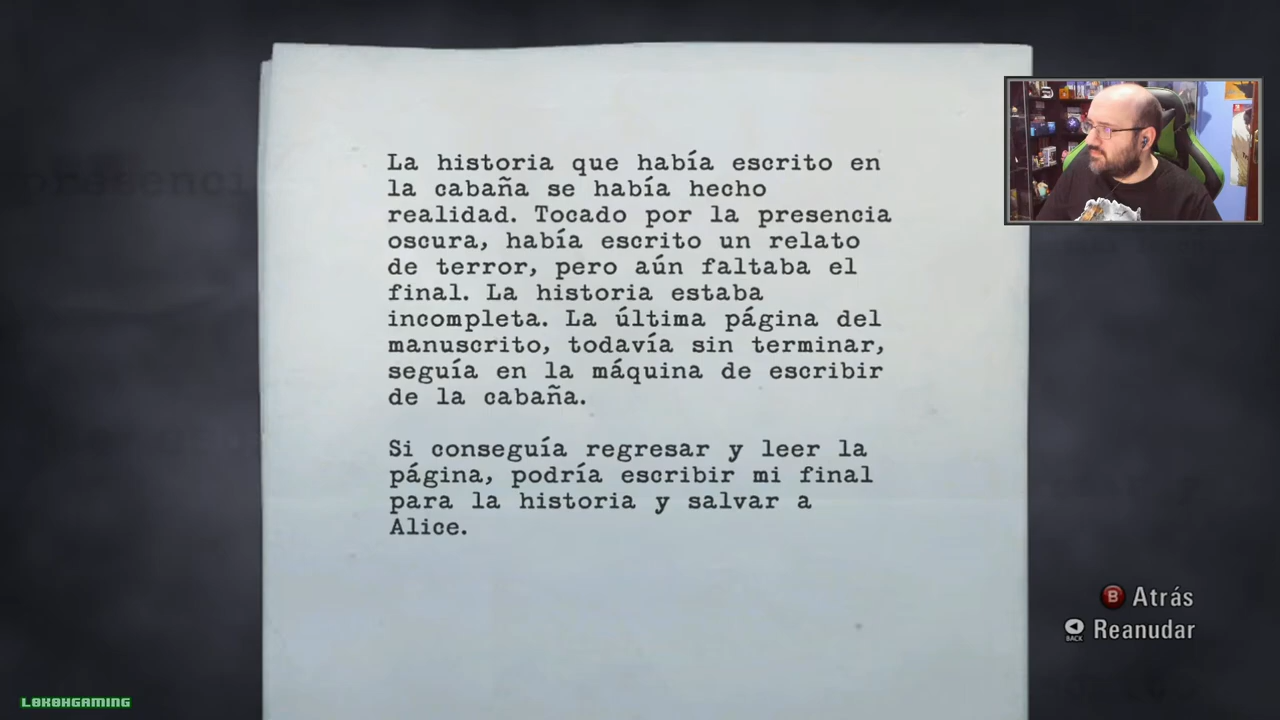 La historia que había escrito en
la cabaña se había hecho
realidad. Tocado por la presencia
oscura, había escrito un relato
de terror, pero aún faltaba el
final. La historia estaba
incompleta. La última página del
manuscrito, todavía sin terminar,
seguía en la máquina de escribir
de la cabaña.
Si conseguía regresar y leer la
página, podría escribir mi final
para la historia y salvar a
Alice.
B Atrás
BACK Reanudar
L0K0XGAMING